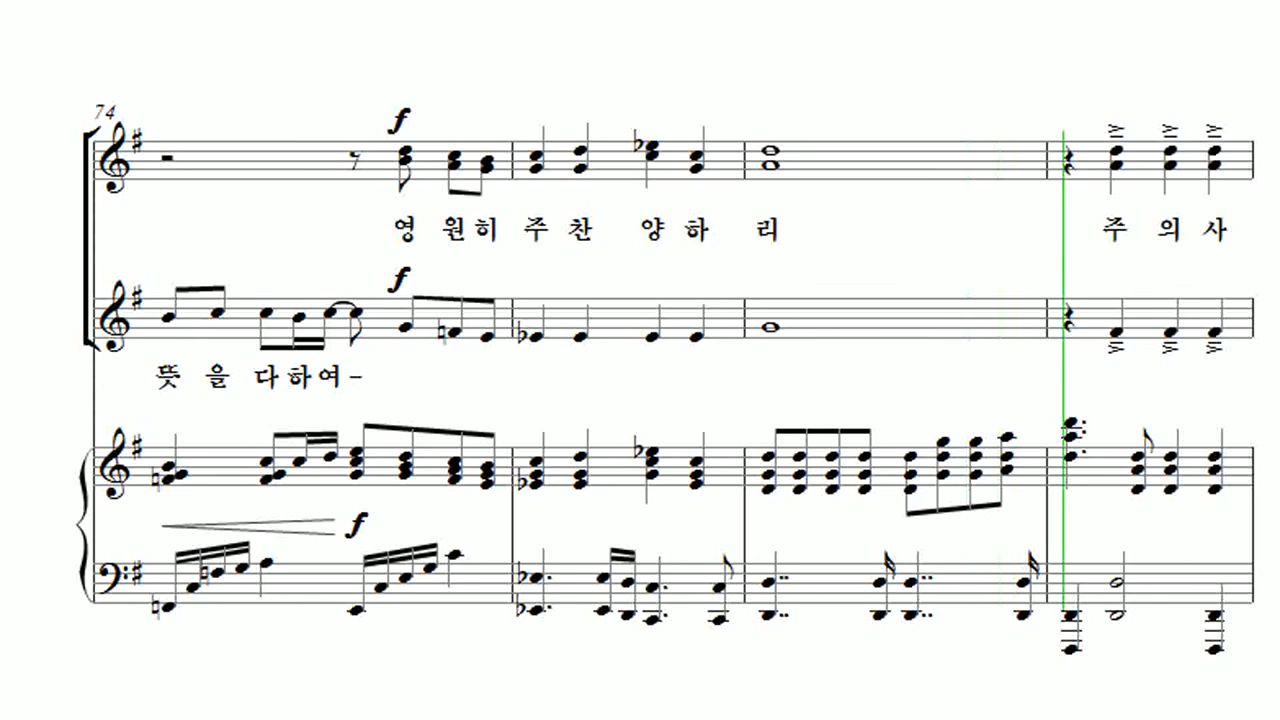 74
f
영 원 히 주 찬 양 하 리 주 의 사
f
뜻 을 다 하 여 -
f